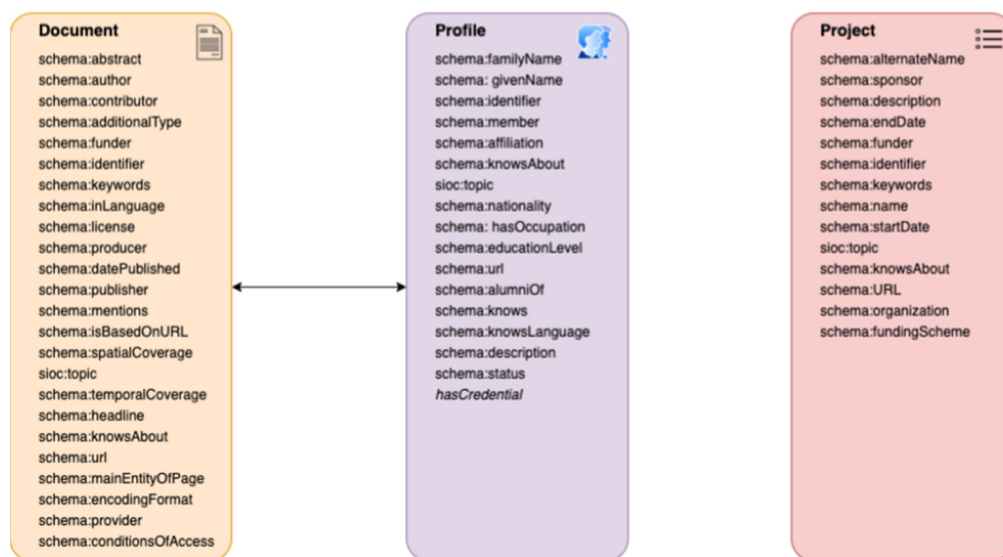 Document
schema:abstract
schema:author
schema:contributor
schema:additionalType
schema:funder
schema:identifier
schema:keywords
schema:inLanguage
schema:license
schema:producer
schema:datePublished
schema:publisher
schema:mentions
schema:isBasedOnURL
schema:spatialCoverage
sioc:topic
schema:temporalCoverage
schema:headline
schema:knowsAbout
schema:url
schema:mainEntityOfPage
schema:encodingFormat
schema:provider
schema:conditionsOfAccess
Profile
schema:familyName
schema: givenName
schema:identifier
schema:member
schema:affiliation
schema:knowsAbout
sioc:topic
schema:nationality
schema: hasOccupation
schema:educationLevel
schema:url
schema:alumniOf
schema:knows
schema:knowsLanguage
schema:description
schema:status
hasCredential
Project
schema:alternateName
schema:sponsor
schema:description
schema:endDate
schema:funder
schema:identifier
schema:keywords
schema:name
schema:startDate
sioc:topic
schema:knowsAbout
schema:URL
schema:organization
schema:fundingScheme